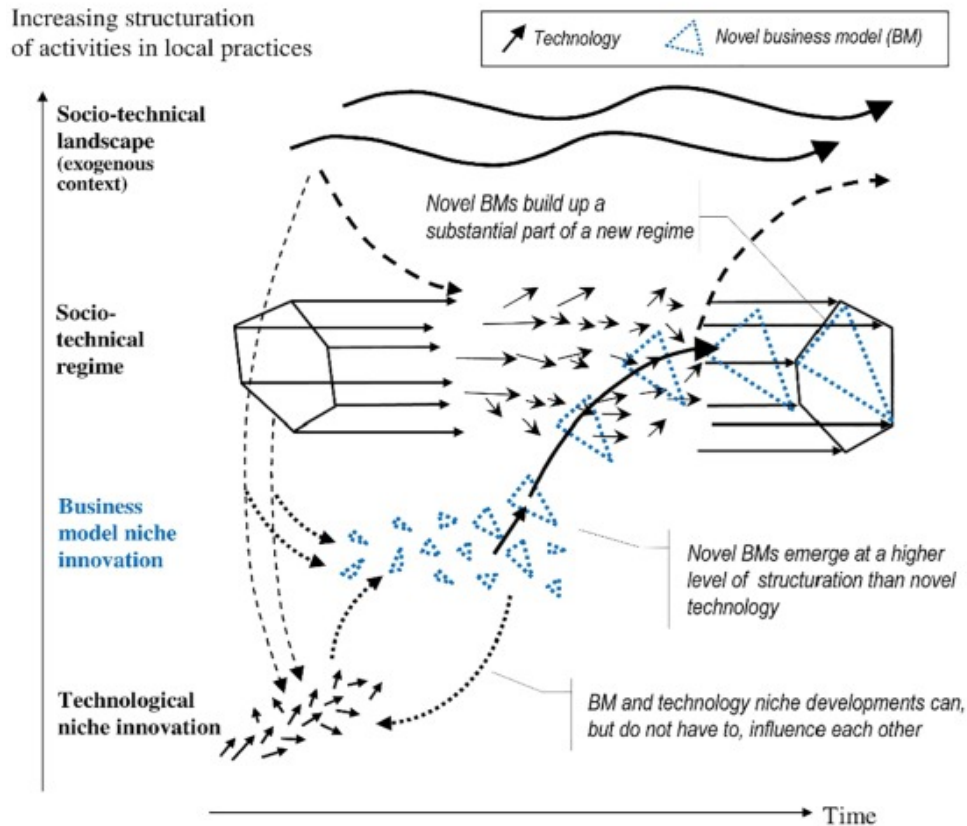 Increasing structuration
of activities in local practices
Technology
Novel business model (BM)
Socio-technical
landscape
(exogenous
context)
Novel BMs build up a
substantial part of a new regime
Socio-
technical
regime
Business
model niche
innovation
Novel BMs emerge at a higher
level of structuration than novel
technology
Technological
niche innovation
BM and technology niche developments can,
but do not have to, influence each other
Time